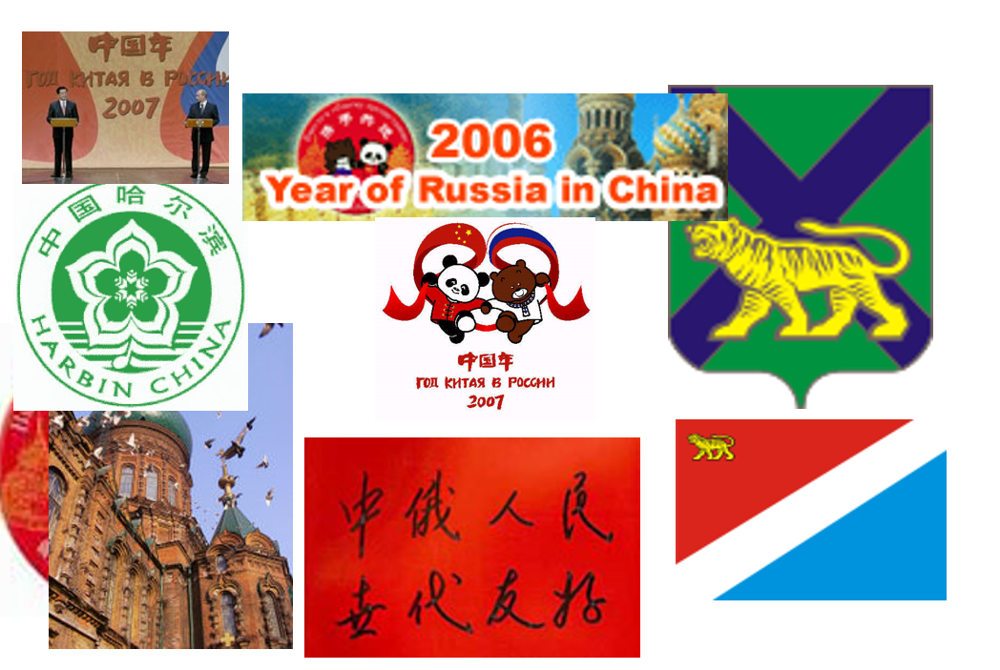 中国年
ГОД КИТАЯ В РОССИИ
2007
2006
Year of Russia in China
中国哈尔滨
HARBIN CHINA
中国年
ГОД КИТАЯ В РОССИИ
2007
中俄人民
世代友好